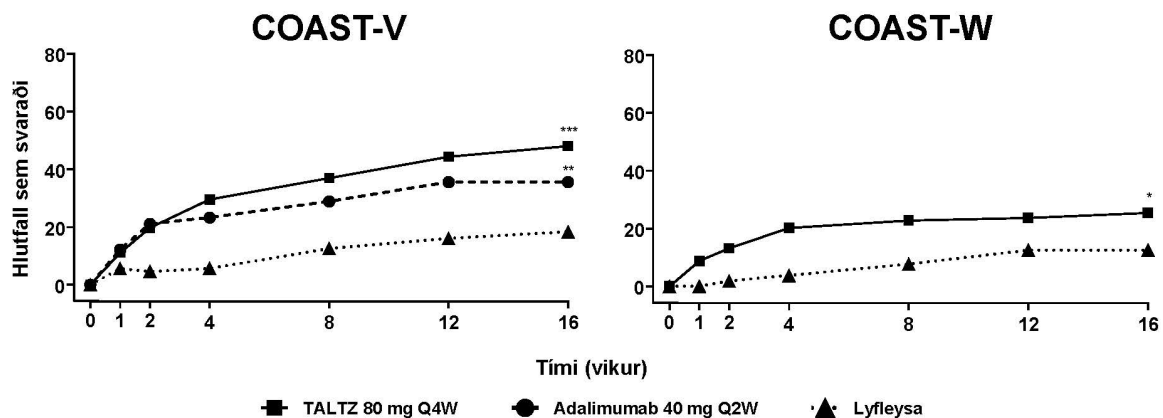 COAST-V
COAST-W
Hlutfall sem svaraði
80
60
40
20
0
***
**
0 1 2 4 8 12 16
80
60
40
20
0
*
0 1 2 4 8 12 16
Tími (vikur)
TALTZ 80 mg Q4W Adalimumab 40 mg Q2W Lyfleysa